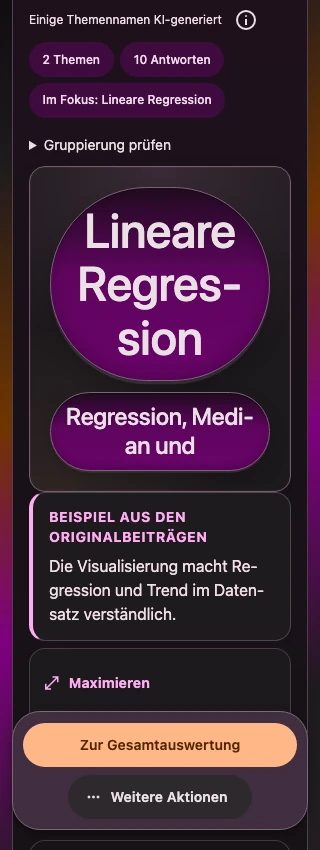 Einige Themennamen KI-generiert
2 Themen
10 Antworten
Im Fokus: Lineare Regression
Gruppierung prüfen
Lineare
Regres-
sion
Regression, Medi-
an und
BEISPIEL AUS DEN
ORIGINALBEITRÄGEN
Die Visualisierung macht Re-
gression und Trend im Daten-
satz verständlich.
Maximieren
Zur Gesamtauswertung
Weitere Aktionen